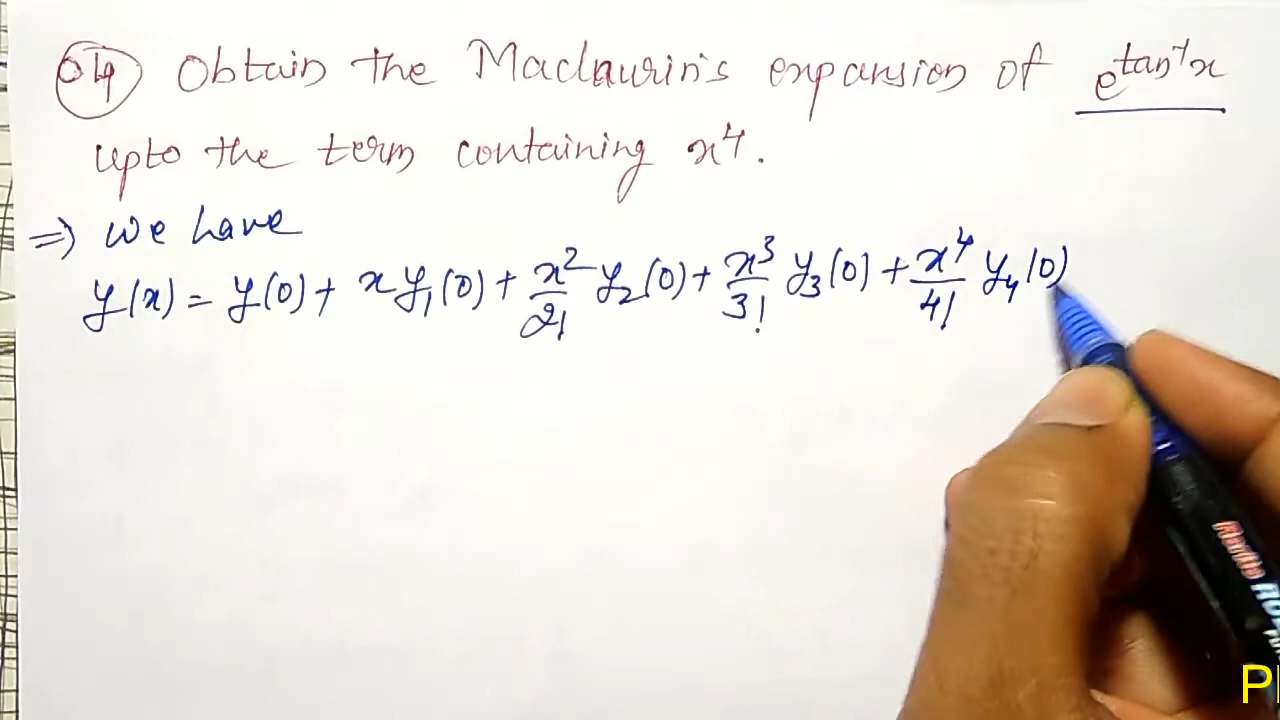 04 Obtain the Maclaurin's expansion of e^tan⁻¹x
upto the term containing x⁴.
⇒ we have
y(x) = y(0) + x y₁(0) + x²/2! y₂(0) + x³/3! y₃(0) + x⁴/4! y₄(0)